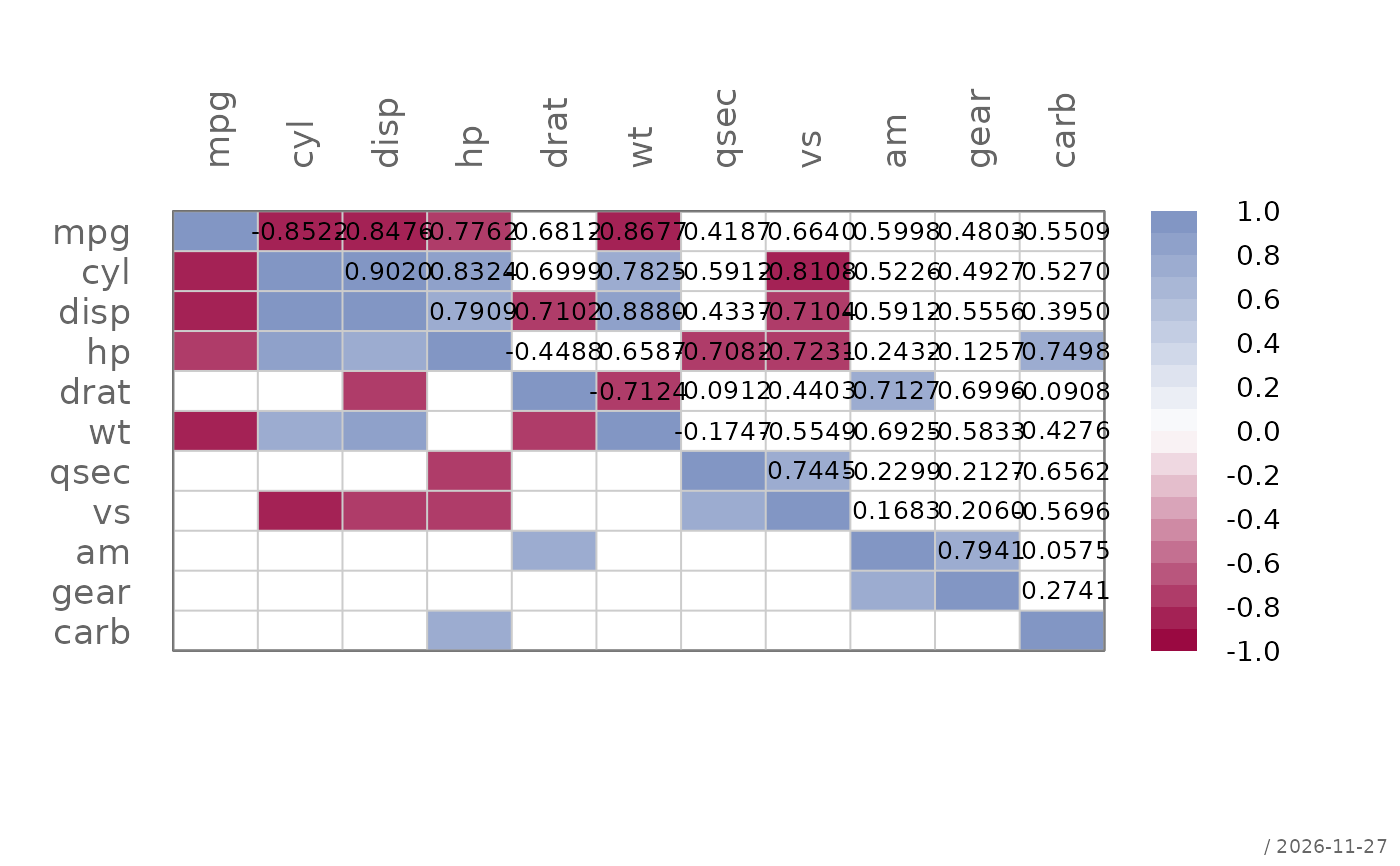 mpg cyl disp hp drat wt qsec vs am gear carb
mpg -0.8522 -0.8476 -0.7762 0.6812 -0.8677 0.4187 0.6640 0.5998 0.4803 -0.5509
cyl 0.9020 0.8324 -0.6999 0.7825 -0.5912 -0.8108 -0.5226 -0.4927 0.5270
disp 0.7909 -0.7102 0.8880 -0.4337 -0.7104 -0.5912 -0.5556 0.3950
hp -0.4488 0.6587 -0.7082 -0.7231 -0.2432 -0.1257 0.7498
drat -0.7124 0.0912 0.4403 0.7127 0.6996 -0.0908
wt -0.1747 -0.5549 -0.6925 -0.5833 0.4276
qsec 0.7445 -0.2299 -0.2127 -0.6562
vs 0.1683 0.2060 -0.5696
am 0.7941 0.0575
gear 0.2741
carb
1.0
0.8
0.6
0.4
0.2
0.0
-0.2
-0.4
-0.6
-0.8
-1.0
/ 2026-11-27